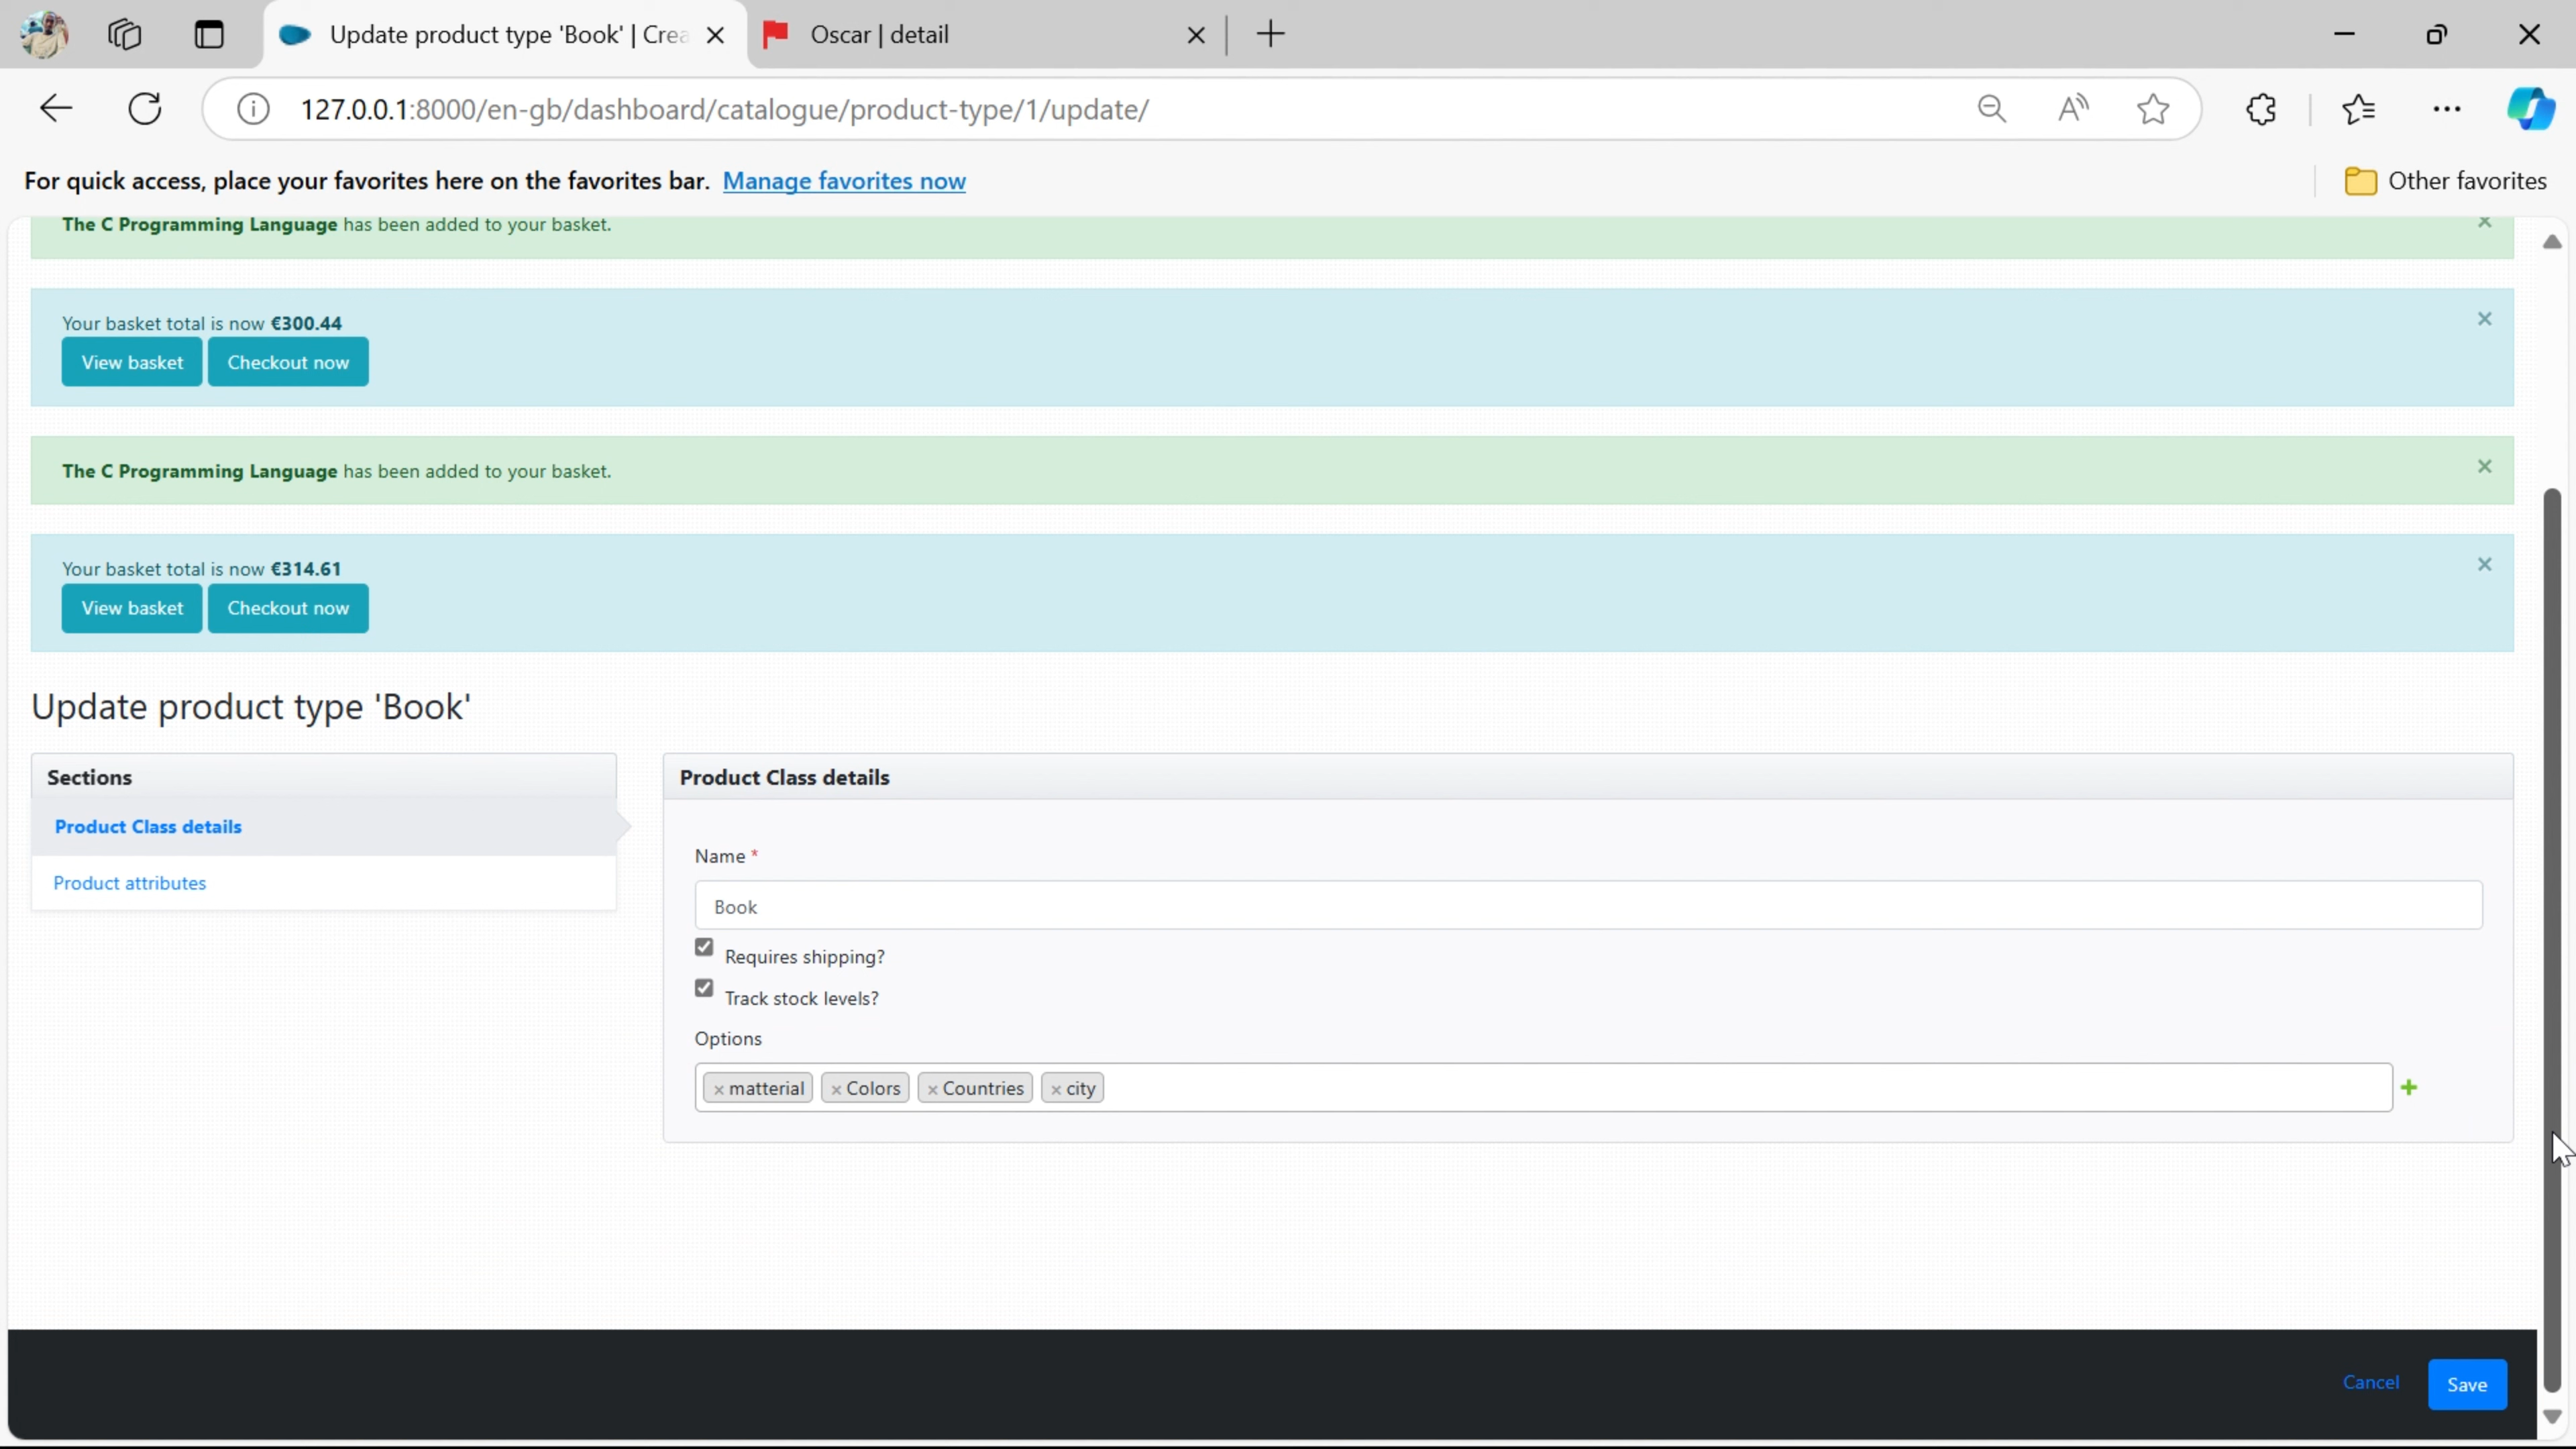 Update product type 'Book' | Crea
Oscar | detail
127.0.0.1:8000/en-gb/dashboard/catalogue/product-type/1/update/
For quick access, place your favorites here on the favorites bar. Manage favorites now
Other favorites
The C Programming Language has been added to your basket.
Your basket total is now €300.44
View basket Checkout now
The C Programming Language has been added to your basket.
Your basket total is now €314.61
View basket Checkout now
Update product type 'Book'
Sections
Product Class details
Product attributes
Product Class details
Name *
Book
Requires shipping?
Track stock levels?
Options
× matterial × Colors × Countries × city
Cancel Save